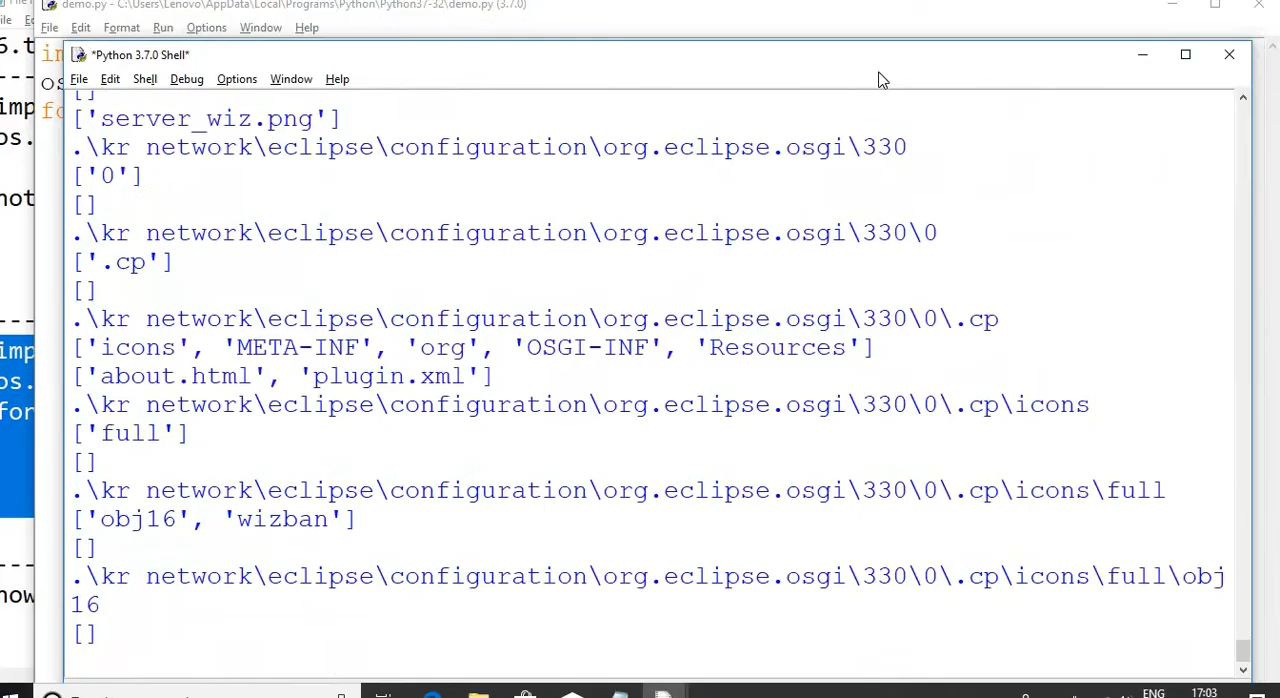 demo.py - C:\Users\Lenovo\AppData\Local\Programs\Python\Python37-32\demo.py (3.7.0)
File Edit Format Run Options Window Help
*Python 3.7.0 Shell*
File Edit Shell Debug Options Window Help
[]
['server_wiz.png']
.\kr network\eclipse\configuration\org.eclipse.osgi\330
['0']
[]
.\kr network\eclipse\configuration\org.eclipse.osgi\330\0
['.cp']
[]
.\kr network\eclipse\configuration\org.eclipse.osgi\330\0\.cp
['icons', 'META-INF', 'org', 'OSGI-INF', 'Resources']
['about.html', 'plugin.xml']
.\kr network\eclipse\configuration\org.eclipse.osgi\330\0\.cp\icons
['full']
[]
.\kr network\eclipse\configuration\org.eclipse.osgi\330\0\.cp\icons\full
['obj16', 'wizban']
[]
.\kr network\eclipse\configuration\org.eclipse.osgi\330\0\.cp\icons\full\obj
16
[]
ENG
17:03